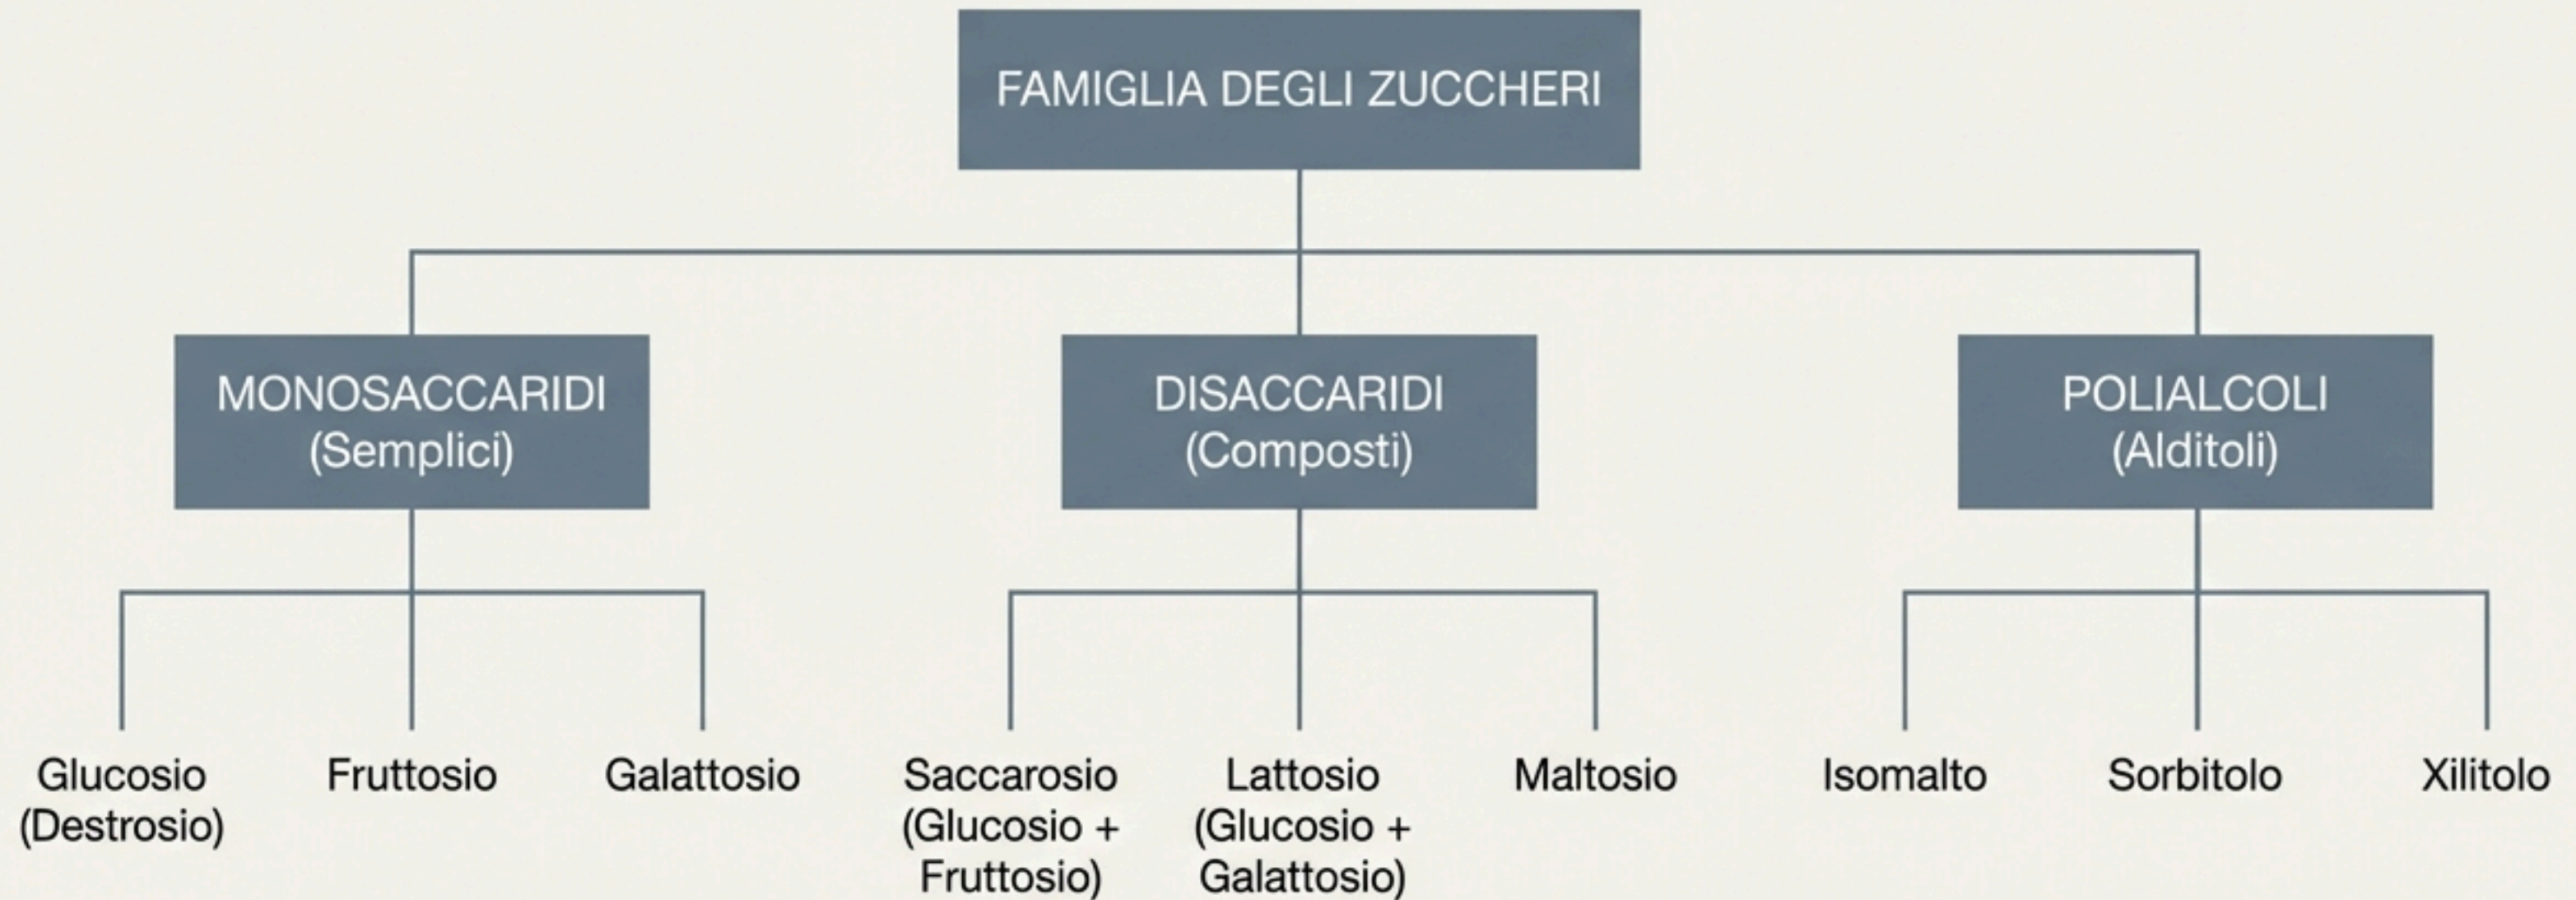 FAMIGLIA DEGLI ZUCCHERI
MONOSACCARIDI
(Semplici)
DISACCARIDI
(Composti)
POLIALCOLI
(Alditoli)
Glucosio
(Destrosio)
Fruttosio
Galattosio
Saccarosio
(Glucosio +
Fruttosio)
Lattosio
(Glucosio +
Galattosio)
Maltosio
Isomalto
Sorbitolo
Xilitolo